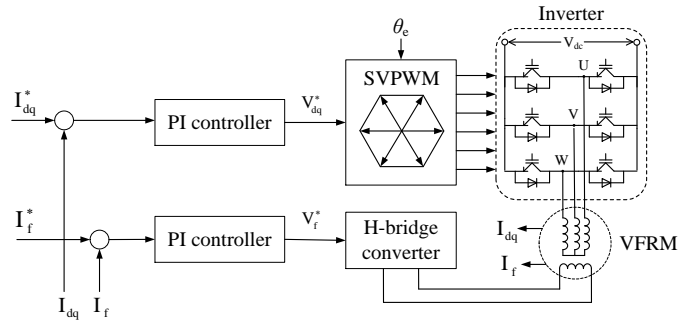 Inverter
θe
Vdc
U
SVPWM
I*dq
PI controller
V*dq
V
W
I*f
PI controller
V*f
H-bridge
converter
Idq
If
VFRM
Idq
If